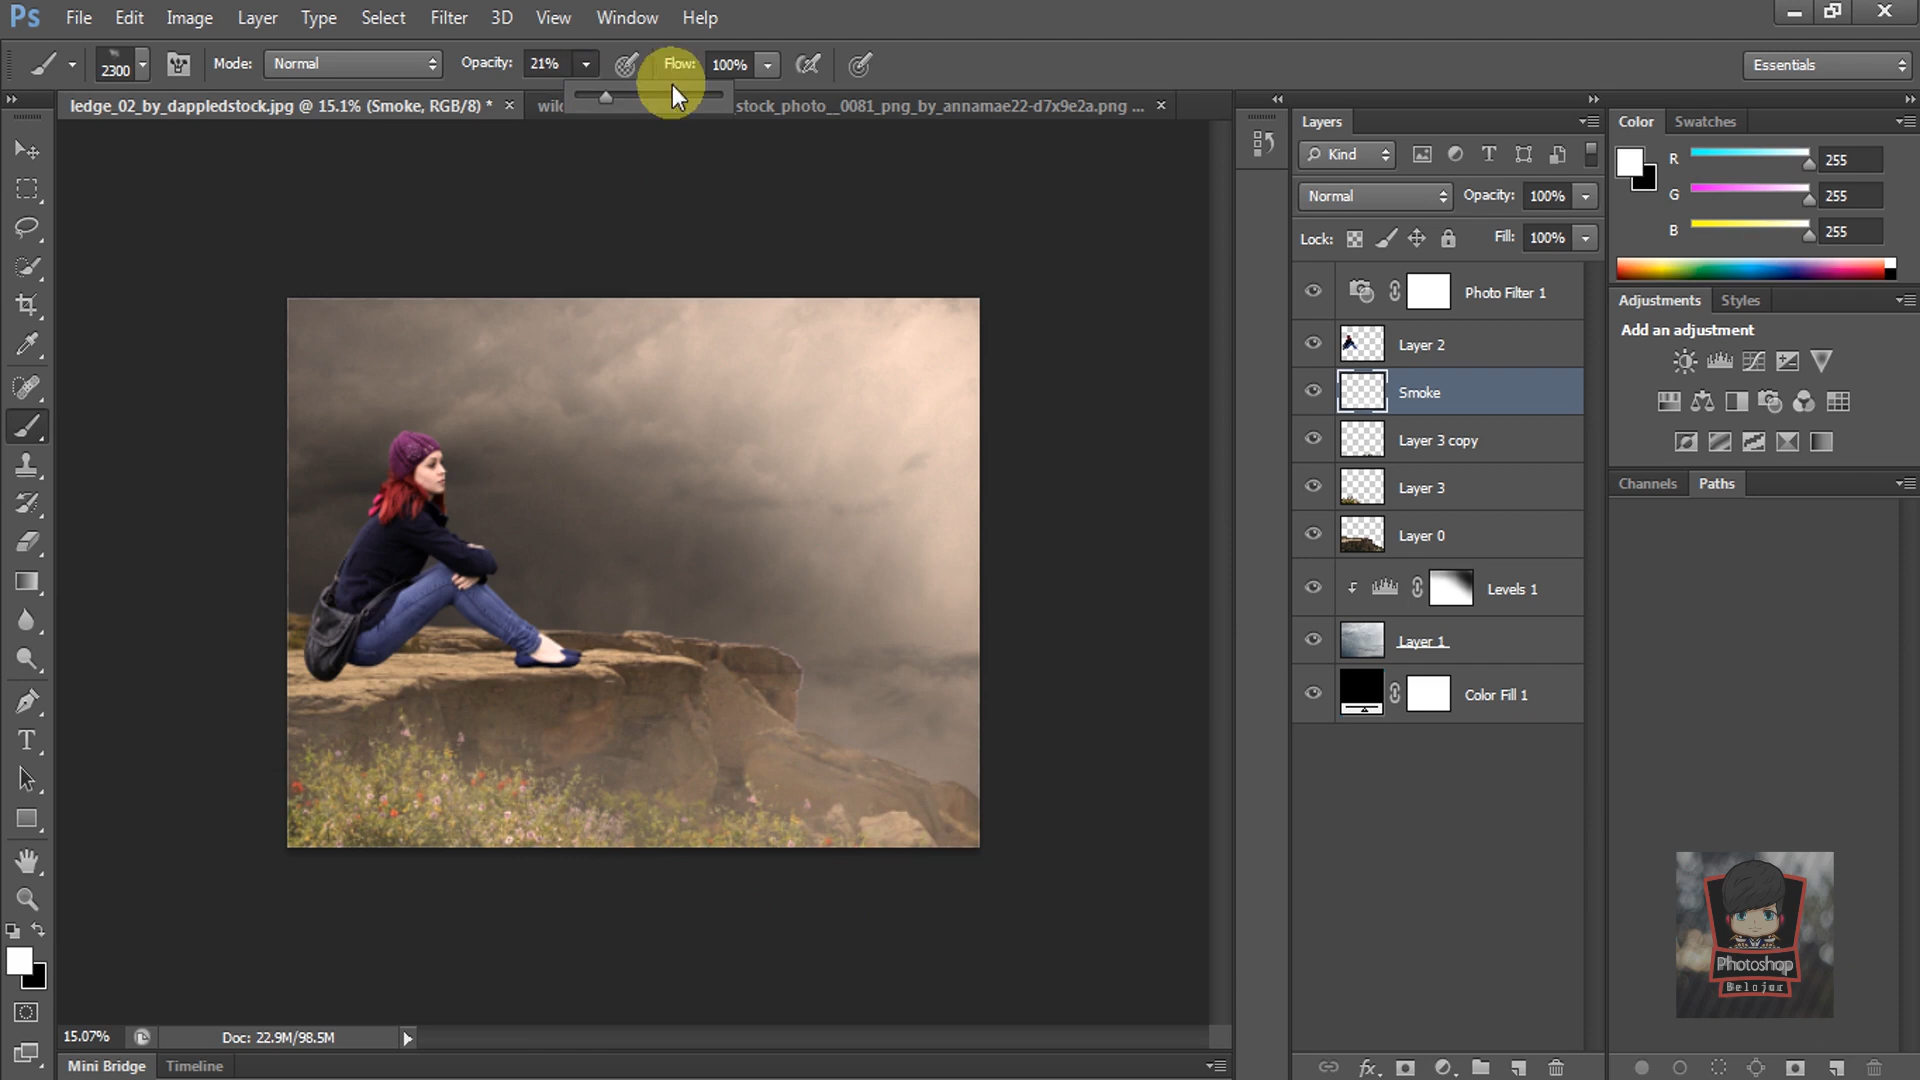 Ps File Edit Image Layer Type Select Filter 3D View Window Help
2300 Mode: Normal Opacity: 21% Flow: 100% Essentials
ledge_02_by_dappledstock.jpg @ 15.1% (Smoke, RGB/8) * × stock_photo__0081_png_by_annamae22-d7x9e2a.png ... ×
Layers
Kind
Normal Opacity: 100%
Lock: Fill: 100%
Photo Filter 1
Layer 2
Smoke
Layer 3 copy
Layer 3
Layer 0
Levels 1
Layer 1
Color Fill 1
Color Swatches
R 255
G 255
B 255
Adjustments Styles
Add an adjustment
Channels Paths
Photoshop
Belajar
15.07% Doc: 22.9M/98.5M
Mini Bridge Timeline